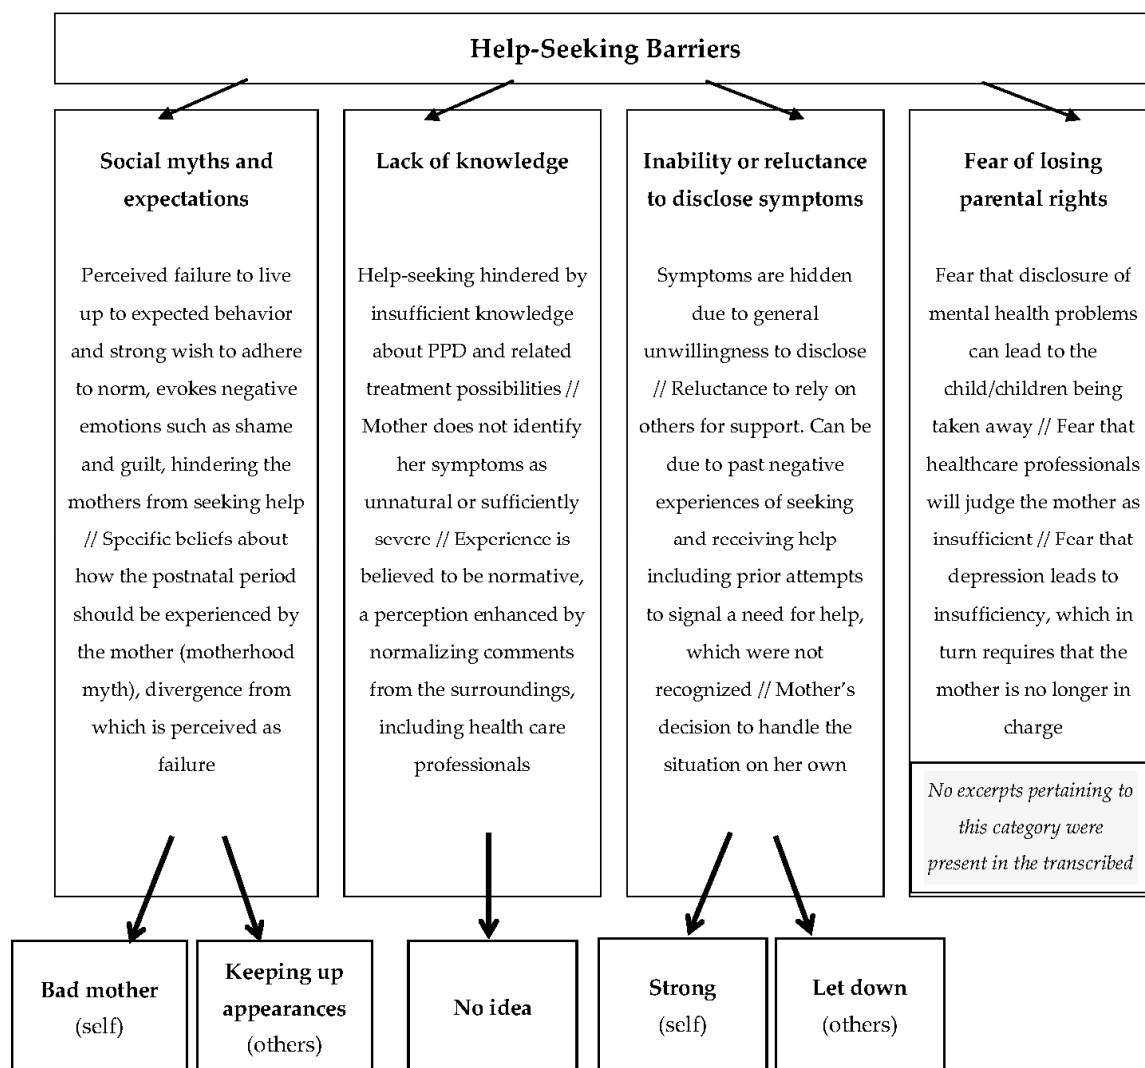 Help-Seeking Barriers
Social myths and
expectations
Perceived failure to live
up to expected behavior
and strong wish to adhere
to norm, evokes negative
emotions such as shame
and guilt, hindering the
mothers from seeking help
// Specific beliefs about
how the postnatal period
should be experienced by
the mother (motherhood
myth), divergence from
which is perceived as
failure
Lack of knowledge
Help-seeking hindered by
insufficient knowledge
about PPD and related
treatment possibilities //
Mother does not identify
her symptoms as
unnatural or sufficiently
severe // Experience is
believed to be normative,
a perception enhanced by
normalizing comments
from the surroundings,
including health care
professionals
Inability or reluctance
to disclose symptoms
Symptoms are hidden
due to general
unwillingness to disclose
// Reluctance to rely on
others for support. Can be
due to past negative
experiences of seeking
and receiving help
including prior attempts
to signal a need for help,
which were not
recognized // Mother's
decision to handle the
situation on her own
Fear of losing
parental rights
Fear that disclosure of
mental health problems
can lead to the
child/children being
taken away // Fear that
healthcare professionals
will judge the mother as
insufficient // Fear that
depression leads to
insufficiency, which in
turn requires that the
mother is no longer in
charge
No excerpts pertaining to
this category were
present in the transcribed
Bad mother
(self)
Keeping up
appearances
(others)
No idea
Strong
(self)
Let down
(others)